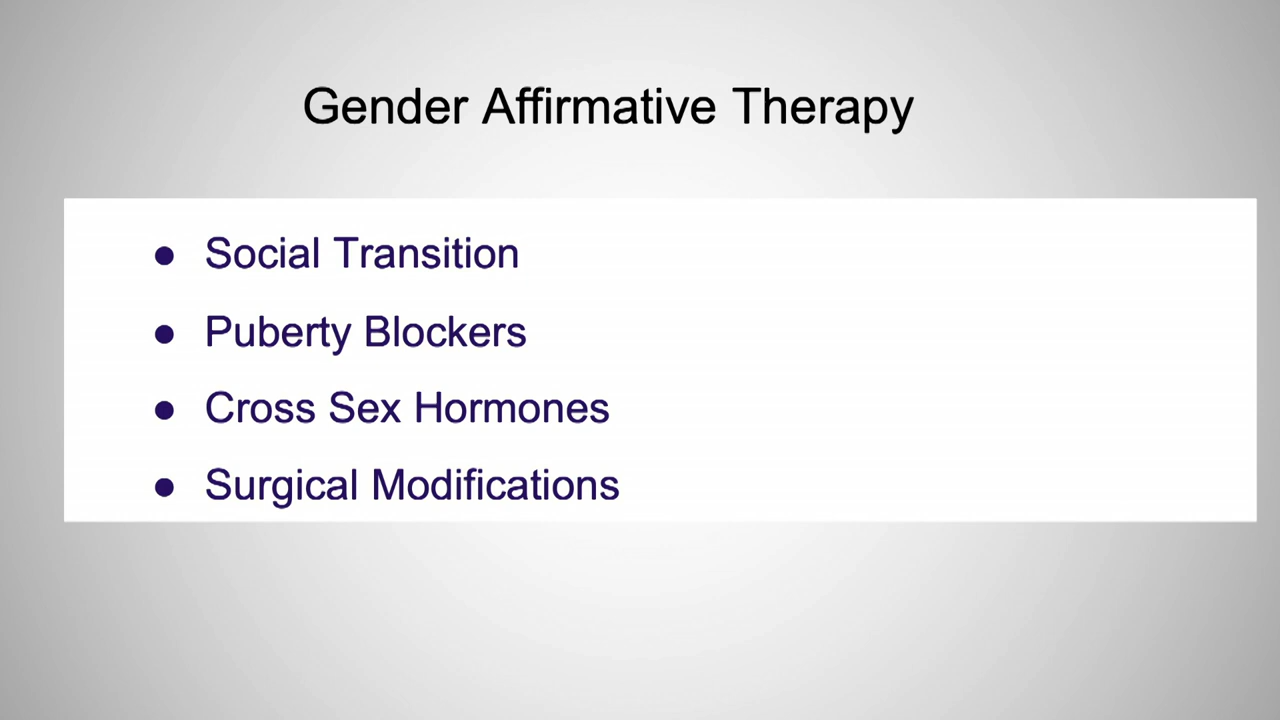 Gender Affirmative Therapy
● Social Transition
● Puberty Blockers
● Cross Sex Hormones
● Surgical Modifications